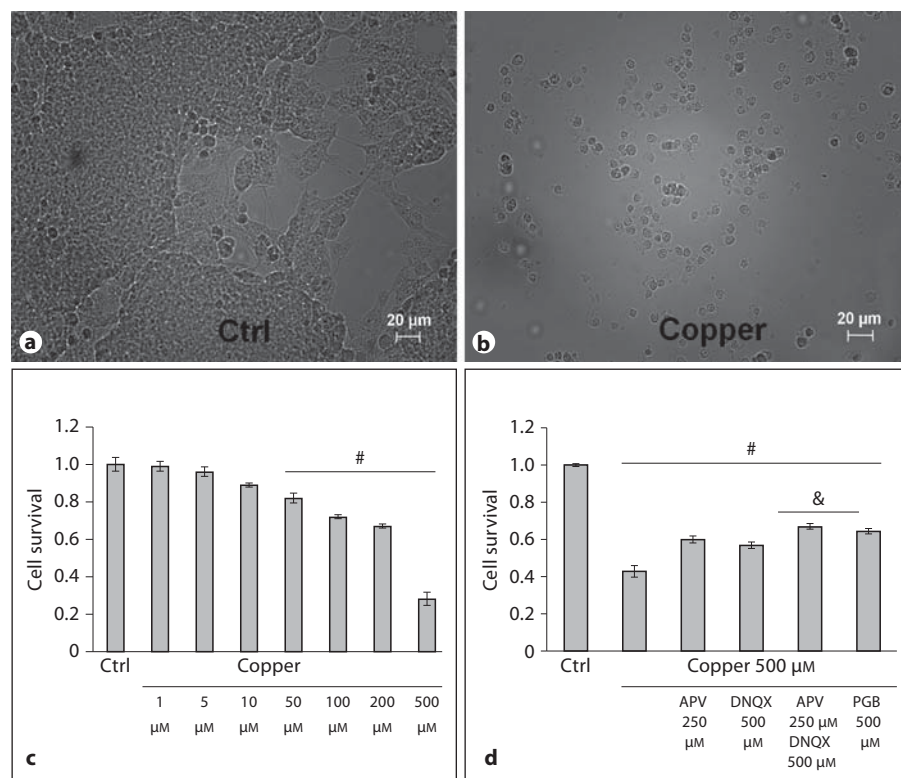 Ctrl
20 µm
a
Copper
20 µm
b
1.2
1.0
0.8
0.6
0.4
0.2
0
Cell survival
#
Ctrl
Copper
1 5 10 50 100 200 500
µM µM µM µM µM µM µM
c
1.2
1.0
0.8
0.6
0.4
0.2
0
Cell survival
#
&
Ctrl
Copper 500 µM
APV DNQX APV PGB
250 500 250 µM 500
µM µM DNQX µM
500 µM
d